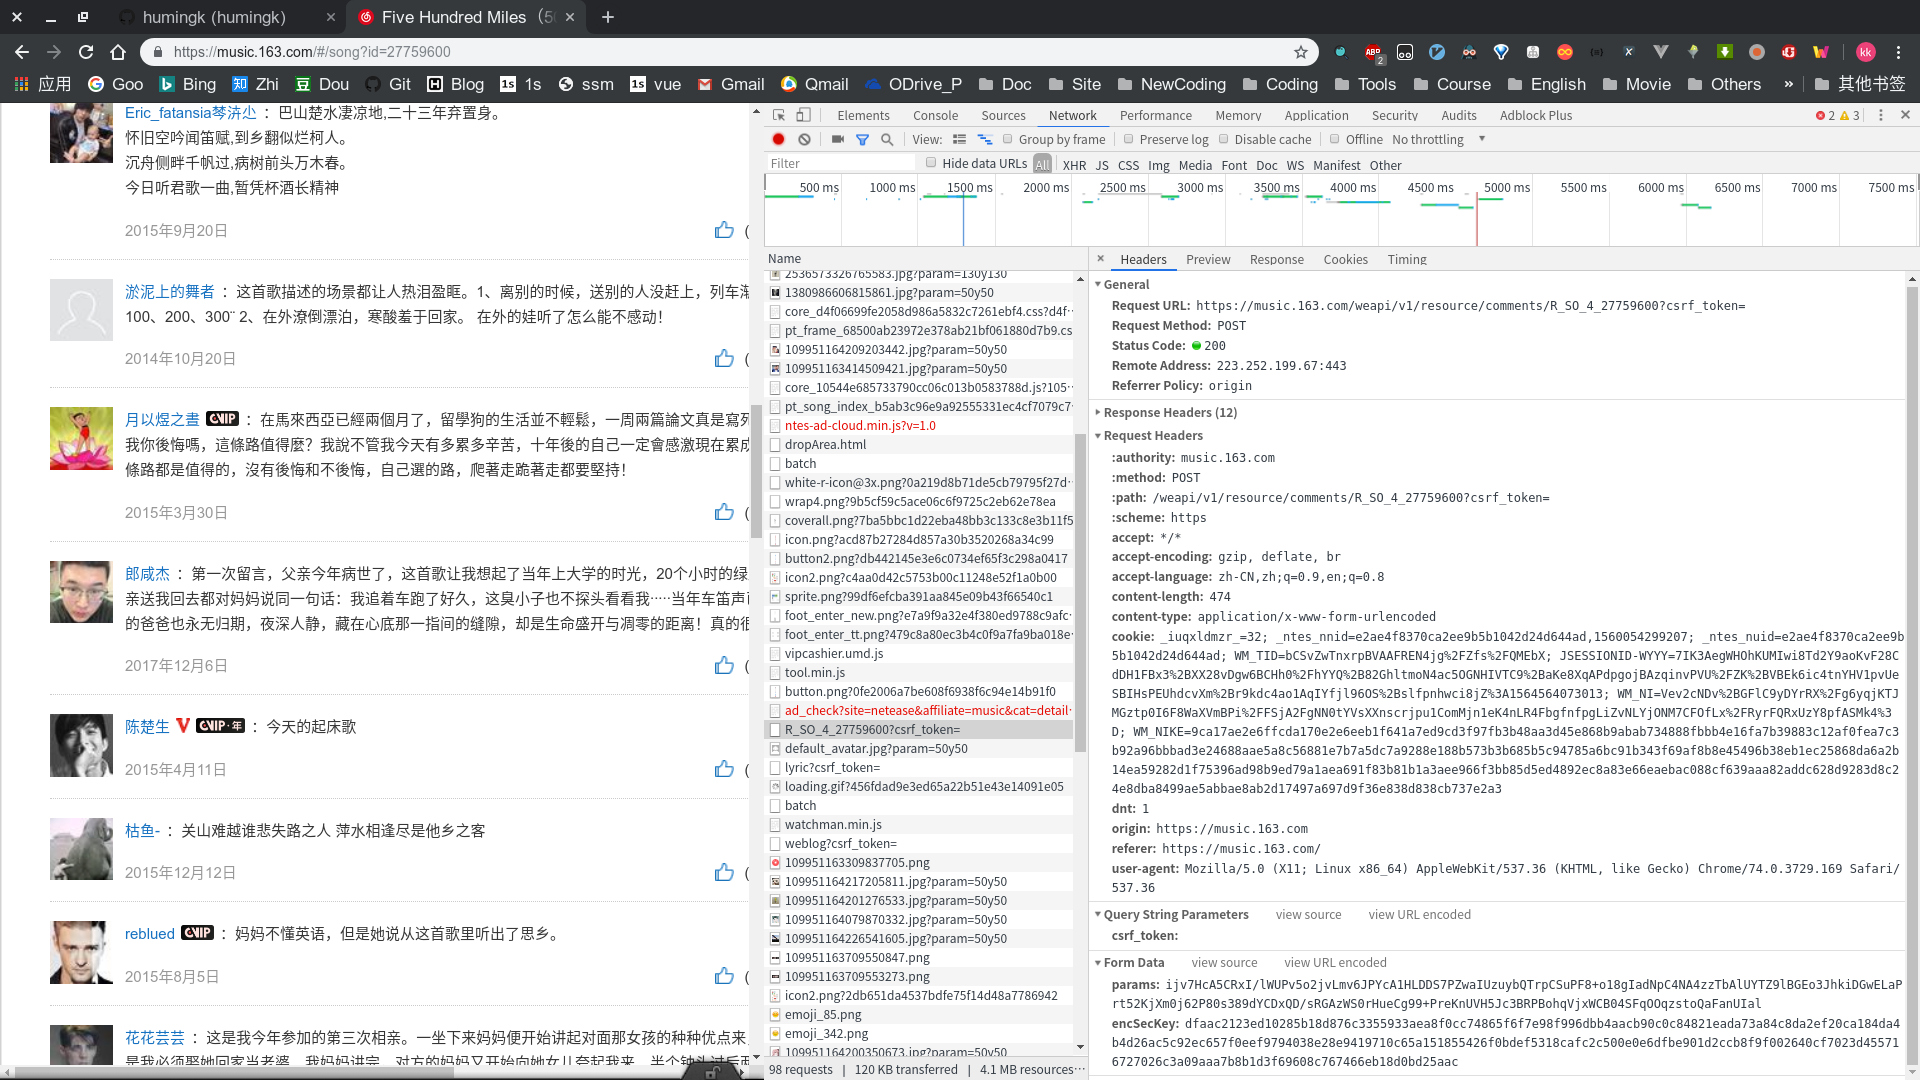 humingk (humingk)
Five Hundred Miles
https://music.163.com/#/song?id=27759600
应用 Goo Bing Zhi Dou Git Blog 1s ssm vue Gmail Qmail ODrive_P Doc Site NewCoding Coding Tools Course English Movie Others » 其他书签
Eric_fatansia琴汫尐 ：巴山楚水凄凉地,二十三年弃置身。
怀旧空吟闻笛赋,到乡翻似烂柯人。
沉舟侧畔千帆过,病树前头万木春。
今日听君歌一曲,暂凭杯酒长精神
2015年9月20日
淤泥上的舞者 ：这首歌描述的场景都让人热泪盈眶。1、离别的时候，送别的人没赶上，列车渐
100、200、300¨ 2、在外潦倒漂泊，寒酸羞于回家。 在外的娃听了怎么能不感动！
2014年10月20日
月以煜之晝 CVIP ：在馬來西亞已經兩個月了，留學狗的生活並不輕鬆，一周兩篇論文真是寫死
我你後悔嗎，這條路值得麼？我說不管我今天有多累多辛苦，十年後的自己一定會感激現在累成
條路都是值得的，沒有後悔和不後悔，自己選的路，爬著走跪著走都要堅持！
2015年3月30日
郎咸杰 ：第一次留言，父亲今年病世了，这首歌让我想起了当年上大学的时光，20个小时的绿
亲送我回去都对妈妈说同一句话：我追着车跑了好久，这臭小子也不探头看看我·····当年车笛声
的爸爸也永无归期，夜深人静，藏在心底那一指间的缝隙，却是生命盛开与凋零的距离！真的很
2017年12月6日
陈楚生 V CVIP·年 ：今天的起床歌
2015年4月11日
枯鱼- ：关山难越谁悲失路之人 萍水相逢尽是他乡之客
2015年12月12日
reblued CVIP ：妈妈不懂英语，但是她说从这首歌里听出了思乡。
2015年8月5日
花花芸芸 ：这是我今年参加的第三次相亲。一坐下来妈妈便开始讲起对面那女孩的种种优点来
Elements Console Sources Network Performance Memory Application Security Audits Adblock Plus 2 3
View: Group by frame Preserve log Disable cache Offline No throttling
Filter Hide data URLs All XHR JS CSS Img Media Font Doc WS Manifest Other
500 ms 1000 ms 1500 ms 2000 ms 2500 ms 3000 ms 3500 ms 4000 ms 4500 ms 5000 ms 5500 ms 6000 ms 6500 ms 7000 ms 7500 ms
Name
2536573326765583.jpg?param=130y130
1380986606815861.jpg?param=50y50
core_d4f06699fe2058d986a5832c7261ebf4.css?d4f…
pt_frame_68500ab23972e378ab21bf061880d7b9.cs
109951164209203442.jpg?param=50y50
109951163414509421.jpg?param=50y50
core_10544e685733790cc06c013b0583788d.js?105…
pt_song_index_b5ab3c96e9a92555331ec4cf7079c7
ntes-ad-cloud.min.js?v=1.0
dropArea.html
batch
white-r-icon@3x.png?0a219d8b71de5cb79795f27d…
wrap4.png?9b5cf59c5ace06c6f9725c2eb62e78ea
coverall.png?7ba5bbc1d22eba48bb3c133c8e3b11f5
icon.png?acd87b27284d857a30b3520268a34c99
button2.png?db442145e3e6c0734ef65f3c298a0417
icon2.png?c4aa0d42c5753b00c11248e52f1a0b00
sprite.png?99df6efcba391aa845e09b43f66540c1
foot_enter_new.png?e7a9f9a32e4f380ed9788c9afc…
foot_enter_tt.png?479c8a80ec3b4c0f9a7fa9ba018e…
vipcashier.umd.js
tool.min.js
button.png?0fe2006a7be608f6938f6c94e14b91f0
ad_check?site=netease&affiliate=music&cat=detail…
R_SO_4_27759600?csrf_token=
default_avatar.jpg?param=50y50
lyric?csrf_token=
loading.gif?456fdad9e3ed65a22b51e43e14091e05
batch
watchman.min.js
weblog?csrf_token=
109951163309837705.png
109951164217205811.jpg?param=50y50
109951164201276533.jpg?param=50y50
109951164079870332.jpg?param=50y50
109951164226541605.jpg?param=50y50
109951163709550847.png
109951163709553273.png
icon2.png?2db651da4537bdfe75f14d48a7786942
emoji_85.png
emoji_342.png
109951164200350673.jpg?param=50y50
98 requests | 120 KB transferred | 4.1 MB resources…
× Headers Preview Response Cookies Timing
General
Request URL: https://music.163.com/weapi/v1/resource/comments/R_SO_4_27759600?csrf_token=
Request Method: POST
Status Code: 200
Remote Address: 223.252.199.67:443
Referrer Policy: origin
Response Headers (12)
Request Headers
:authority: music.163.com
:method: POST
:path: /weapi/v1/resource/comments/R_SO_4_27759600?csrf_token=
:scheme: https
accept: */*
accept-encoding: gzip, deflate, br
accept-language: zh-CN,zh;q=0.9,en;q=0.8
content-length: 474
content-type: application/x-www-form-urlencoded
cookie: _iuqxldmzr_=32; _ntes_nnid=e2ae4f8370ca2ee9b5b1042d24d644ad,1560054299207; _ntes_nuid=e2ae4f8370ca2ee9b
5b1042d24d644ad; WM_TID=bCSvZwTnxrpBVAAFREN4jg%2FZfs%2FQMEbX; JSESSIONID-WYYY=7IK3AegWHOhKUMIwi8Td2Y9aoKvF28C
dDH1FBx3%2BXX28vDgw6BCHh0%2FhYYQ%2B82GhltmoN4ac5OGNHIVTC9%2BaKe8XqAPdpgojBAzqinvPVU%2FZK%2BVBEk6ic4tnYHV1pvUe
SBIHsPEUhdcvXm%2Br9kdc4ao1AqIYfjl96OS%2Bslfpnhwci8jZ%3A1564564073013; WM_NI=Vev2cNDv%2BGFlC9yDYrRX%2Fg6yqjKTJ
MGztp0I6F8WaXVmBPi%2FFSjA2FgNN0tYVsXXnscrjpu1ComMjn1eK4nLR4FbgfnfpgLiZvNLYjONM7CFOfLx%2FRyrFQRxUzY8pfASMk4%3
D; WM_NIKE=9ca17ae2e6ffcda170e2e6eeb1f641a7ed9cd3f97fb3b48aa3d45e868b9abab734888fbbb4e16fa7b39883c12af0fea7c3
b92a96bbbad3e24688aae5a8c56881e7b7a5dc7a9288e188b573b3b685b5c94785a6bc91b343f69af8b8e45496b38eb1ec25868da6a2b
14ea59282d1f75396ad98b9ed79a1aea691f83b81b1a3aee966f3bb85d5ed4892ec8a83e66eaebac088cf639aaa82addc628d9283d8c2
4e8dba8499ae5abbae8ab2d17497a697d9f36e838d838cb737e2a3
dnt: 1
origin: https://music.163.com
referer: https://music.163.com/
user-agent: Mozilla/5.0 (X11; Linux x86_64) AppleWebKit/537.36 (KHTML, like Gecko) Chrome/74.0.3729.169 Safari/
537.36
Query String Parameters view source view URL encoded
csrf_token:
Form Data view source view URL encoded
params: ijv7HcA5CRxI/lWUPv5o2jvLmv6JPYcA1HLDDS7PZwaIUzuybQTrpCSuPF8+o18gIadNpC4NA4zzTbAlUYTZ9lBGEo3JhkiDGwELaP
rt52KjXm0j62P80s389dYCDxQD/sRGAzWS0rHueCg99+PreKnUVH5Jc3BRPBohqVjxWCB04SFqOOqzstoQaFanUIal
encSecKey: dfaac2123ed10285b18d876c3355933aea8f0cc74865f6f7e98f996dbb4aacb90c0c84821eada73a84c8da2ef20ca184da4
b4d26ac5c92ec657f0eef9794038e28e9419710c65a151855426f0bdef5318cafc2c500e0e6dfbe901d2ccb8f9f002640cf7023d45571
6727026c3a09aaa7b8b1d3f69608c767466eb18d0bd25aac